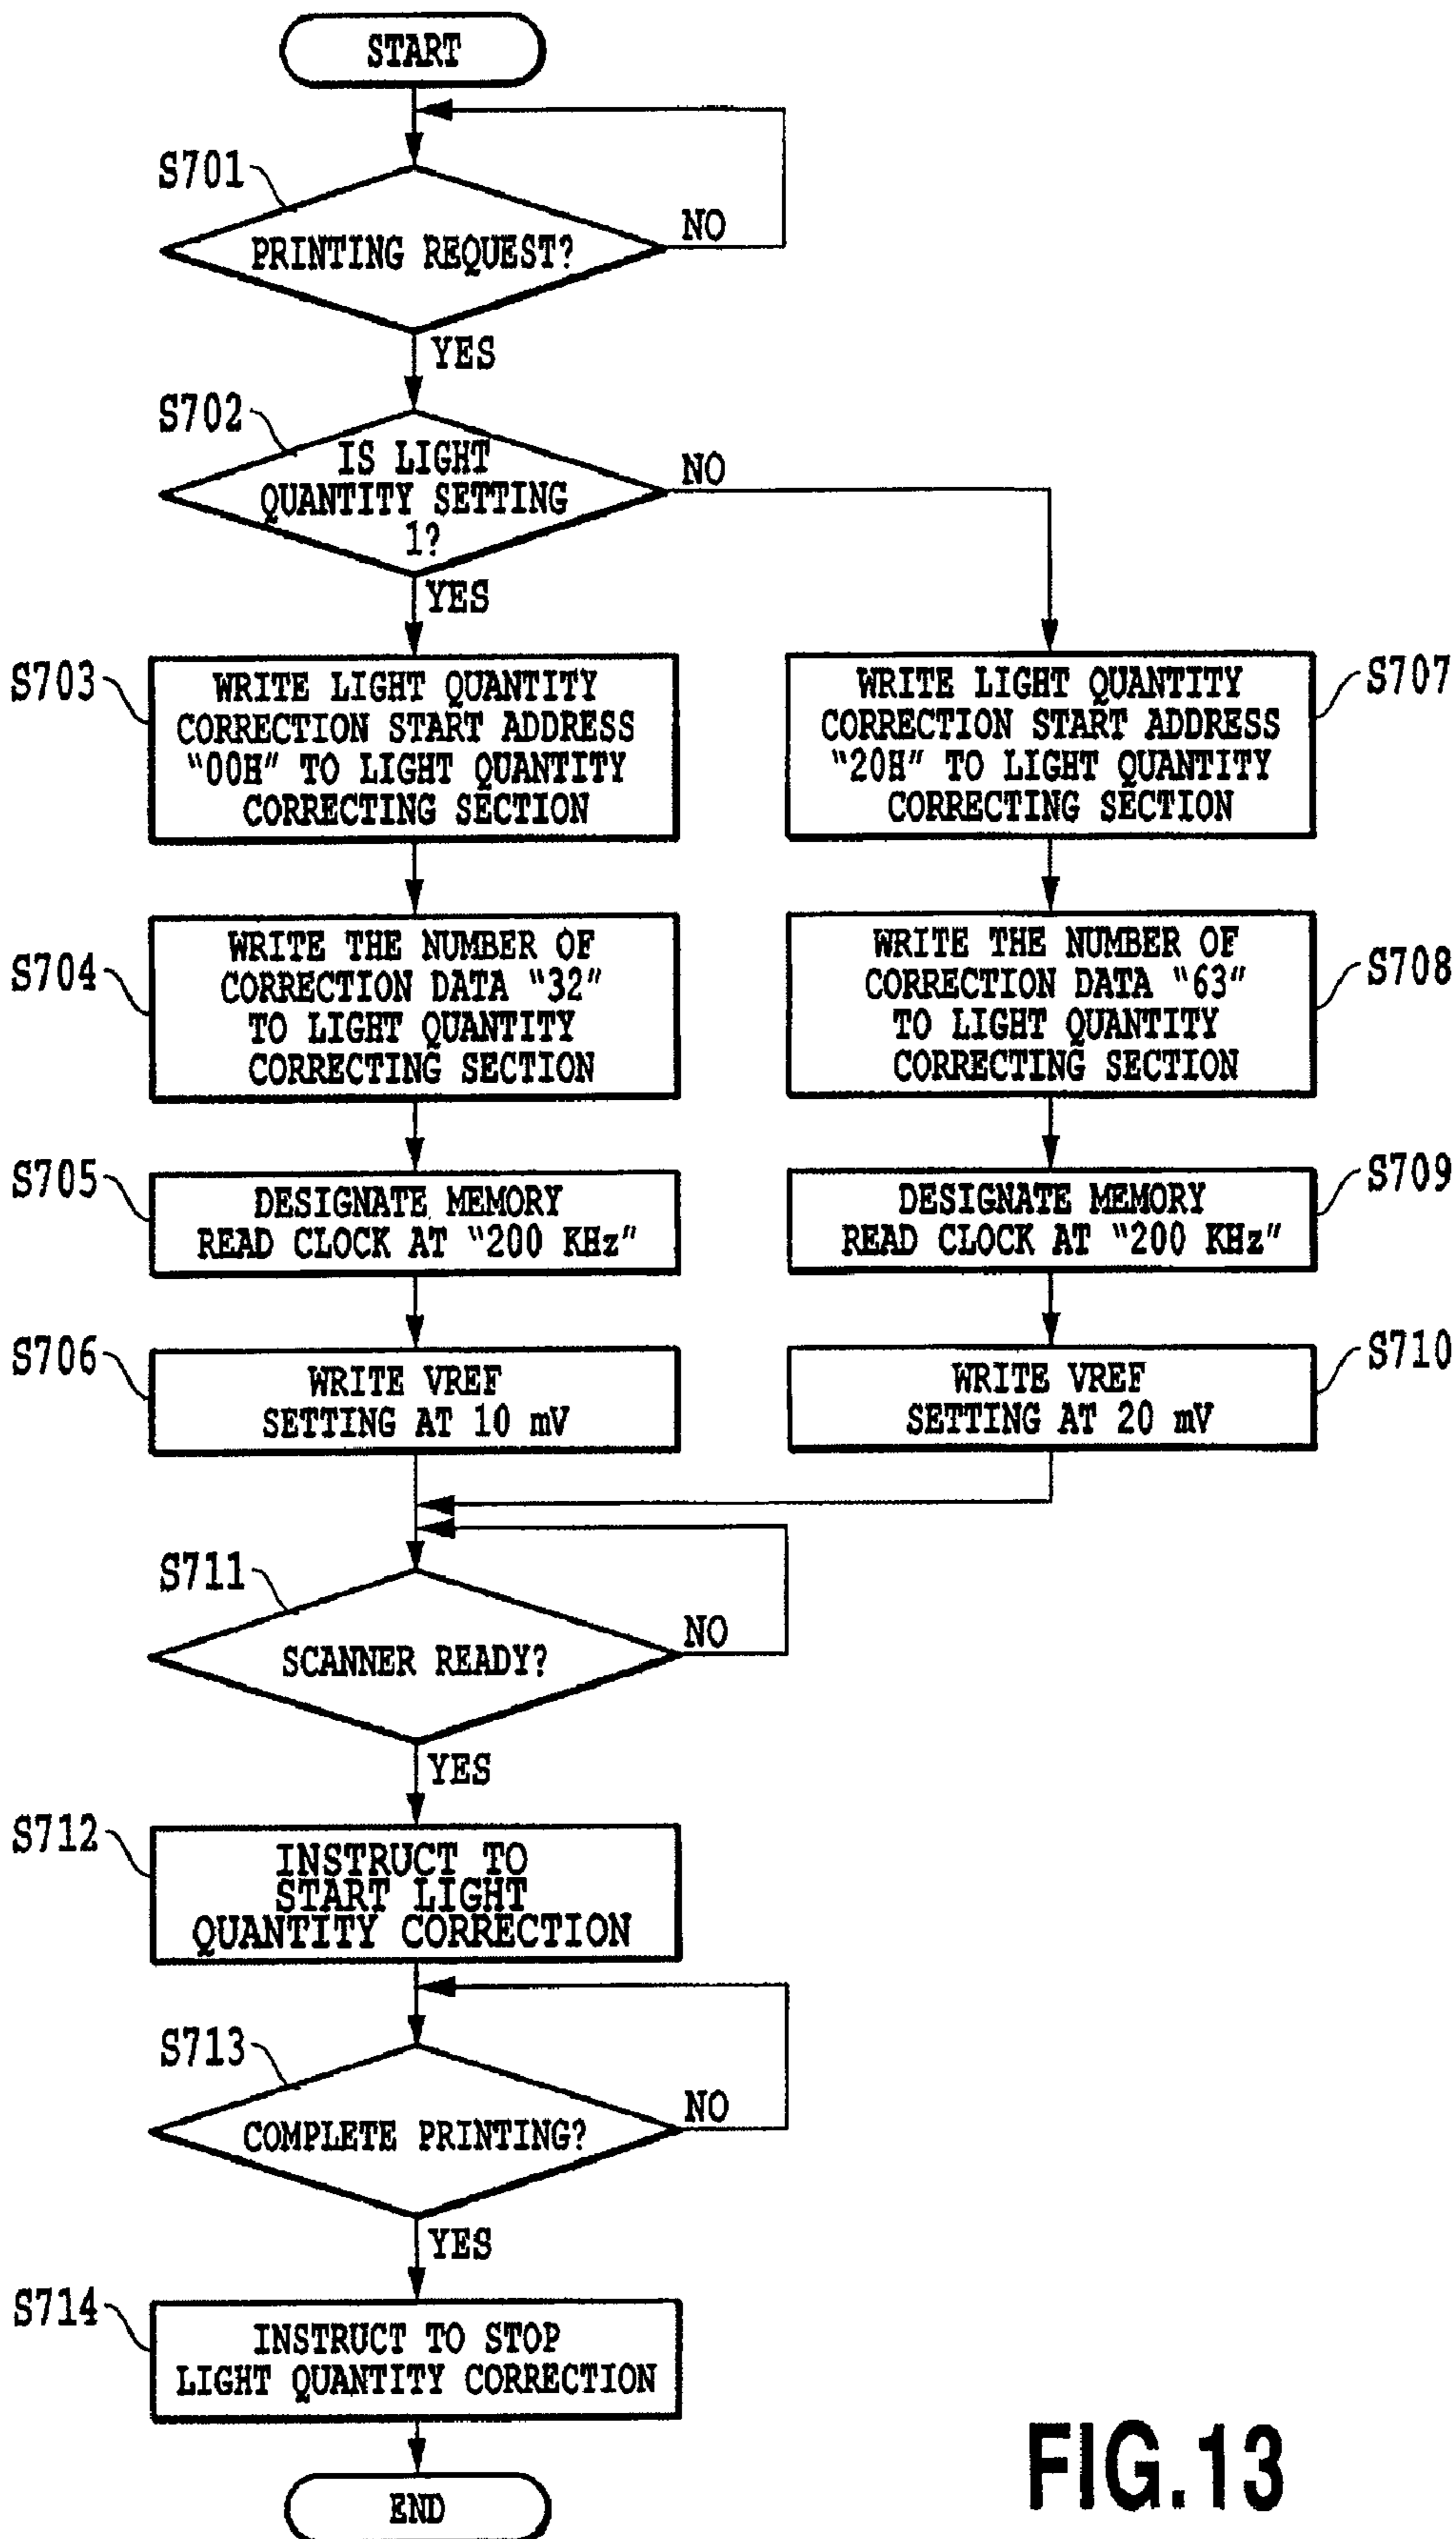 START
S701
PRINTING REQUEST?
NO
YES
S702
IS LIGHT
QUANTITY SETTING
1?
NO
YES
S703
WRITE LIGHT QUANTITY
CORRECTION START ADDRESS
"00H" TO LIGHT QUANTITY
CORRECTING SECTION
S707
WRITE LIGHT QUANTITY
CORRECTION START ADDRESS
"20H" TO LIGHT QUANTITY
CORRECTING SECTION
S704
WRITE THE NUMBER OF
CORRECTION DATA "32"
TO LIGHT QUANTITY
CORRECTING SECTION
S708
WRITE THE NUMBER OF
CORRECTION DATA "63"
TO LIGHT QUANTITY
CORRECTING SECTION
S705
DESIGNATE MEMORY
READ CLOCK AT "200 KHz"
S709
DESIGNATE MEMORY
READ CLOCK AT "200 KHz"
S706
WRITE VREF
SETTING AT 10 mV
S710
WRITE VREF
SETTING AT 20 mV
S711
SCANNER READY?
NO
YES
S712
INSTRUCT TO
START LIGHT
QUANTITY CORRECTION
S713
COMPLETE PRINTING?
NO
YES
S714
INSTRUCT TO STOP
LIGHT QUANTITY CORRECTION
END
FIG.13